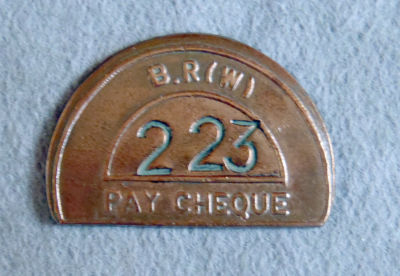 B.R(W)
223
PAY CHEQUE